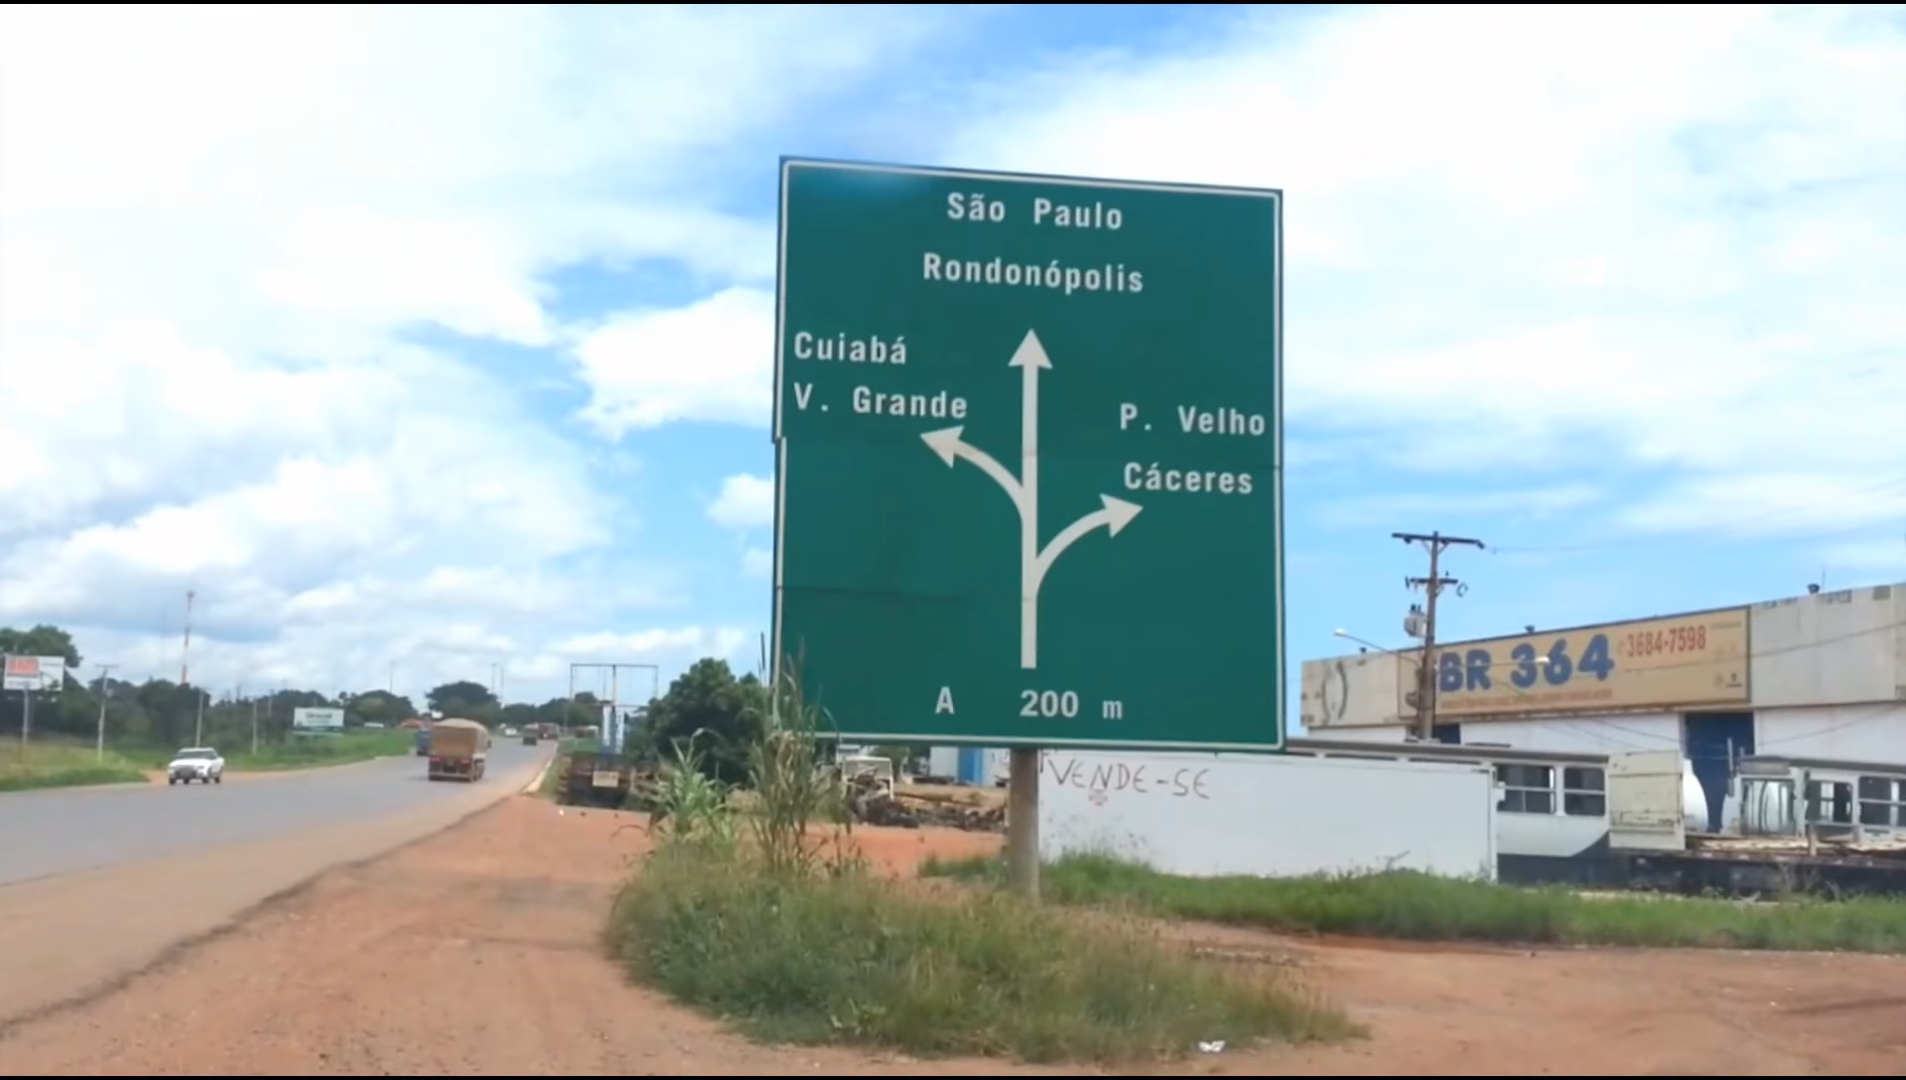 São Paulo
Rondonópolis
Cuiabá
V. Grande
P. Velho
Cáceres
A 200 m
BR 364
3684-7598
VENDE-SE